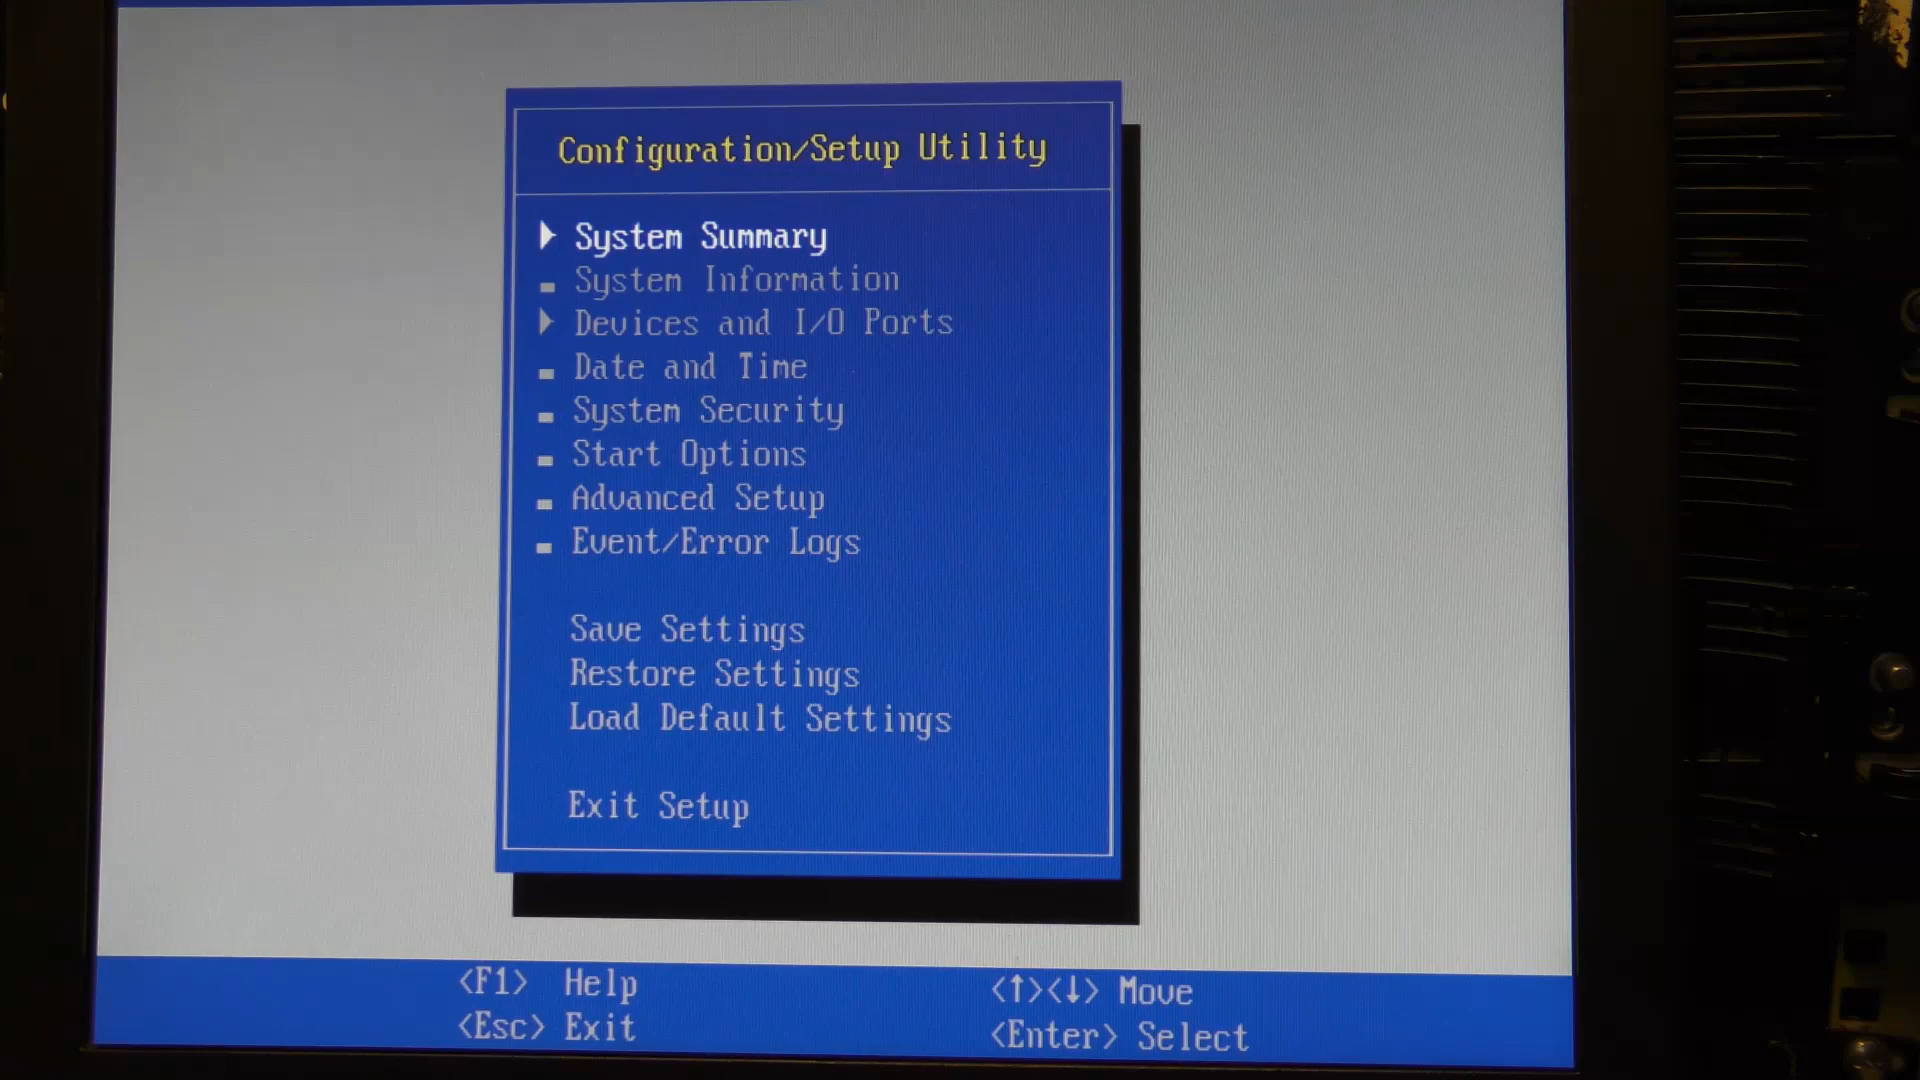 Configuration/Setup Utility
System Summary
System Information
Devices and I/O Ports
Date and Time
System Security
Start Options
Advanced Setup
Event/Error Logs
Save Settings
Restore Settings
Load Default Settings
Exit Setup
<F1> Help <↑><↓> Move
<Esc> Exit <Enter> Select